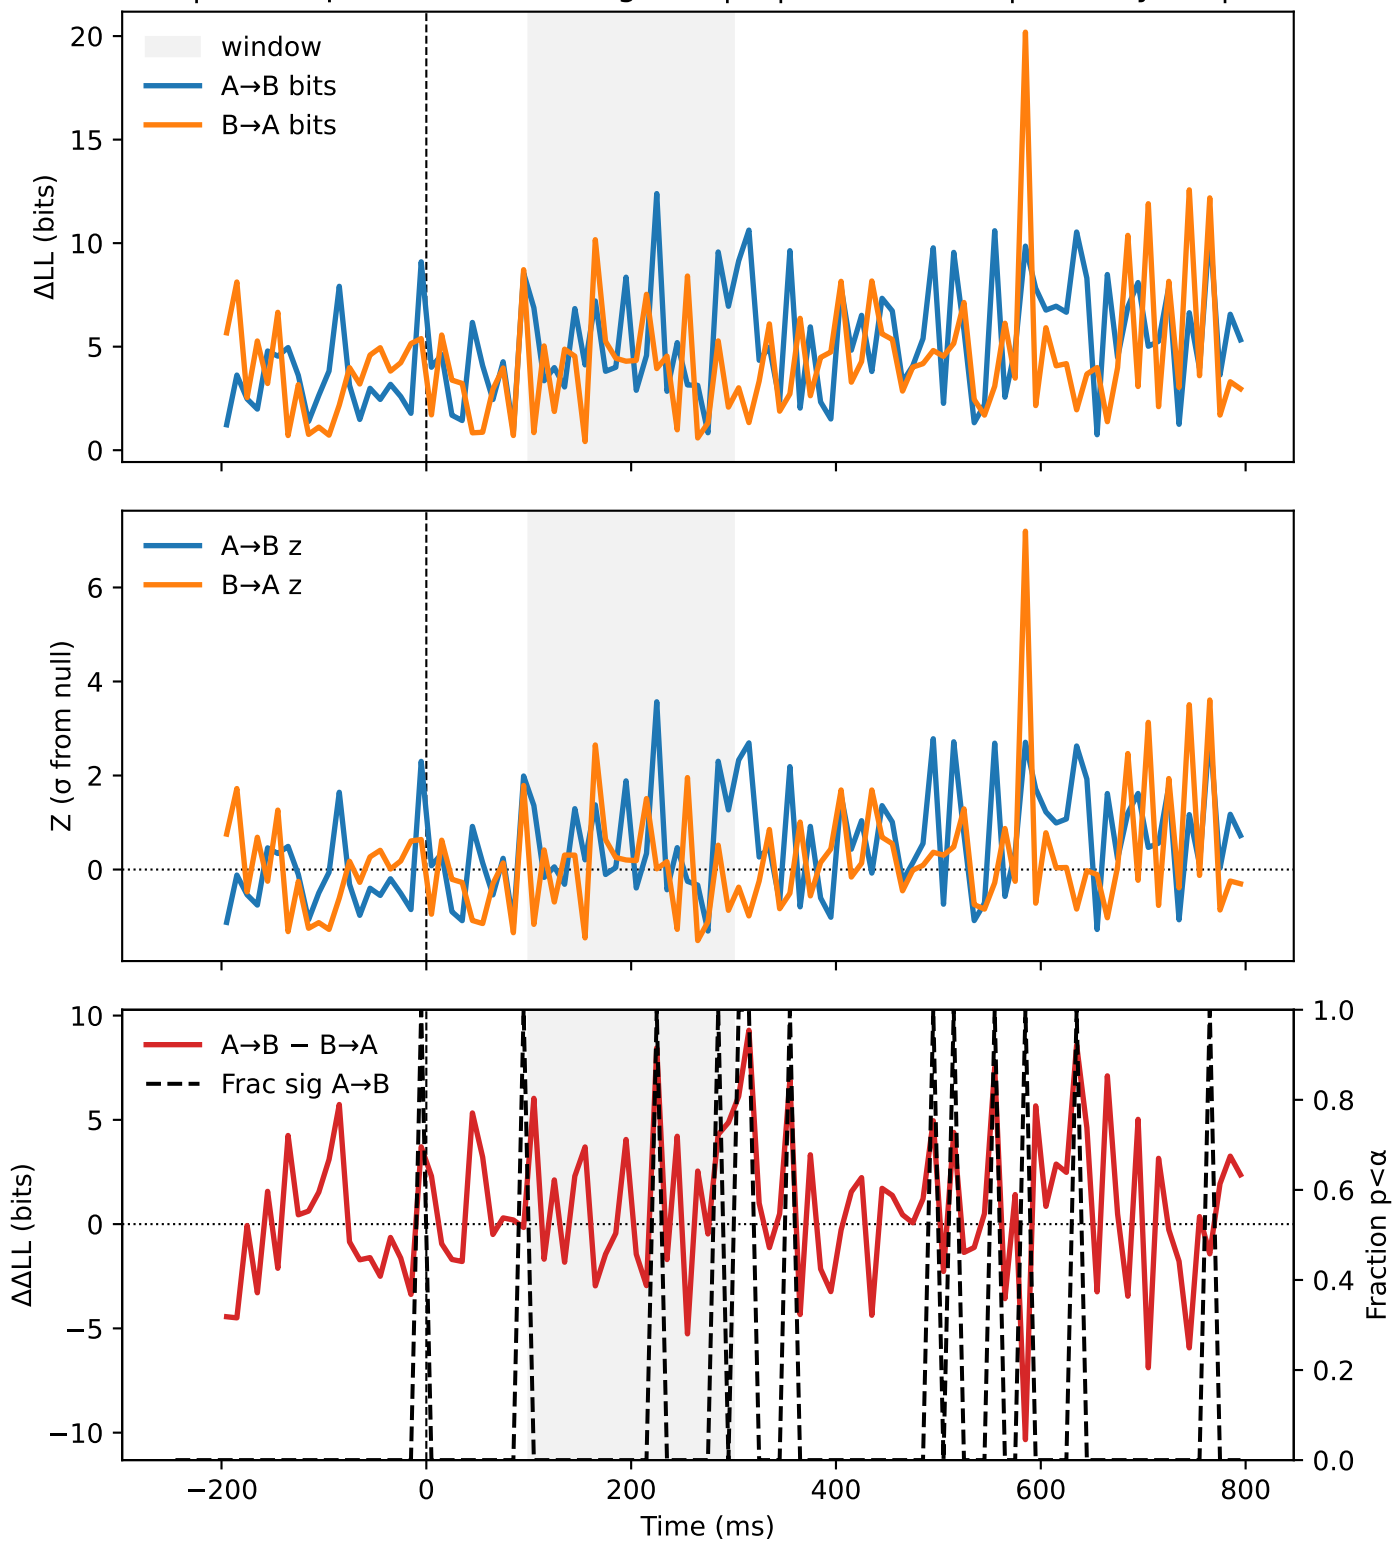 20
15
10
5
0
ΔLL (bits)
window
A→B bits
B→A bits
6
4
2
0
Z (σ from null)
A→B z
B→A z
10
5
0
−5
−10
ΔΔLL (bits)
A→B − B→A
Frac sig A→B
1.0
0.8
0.6
0.4
0.2
0.0
Fraction p<α
−200 0 200 400 600 800
Time (ms)